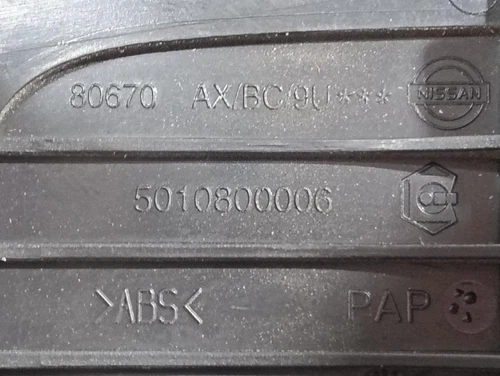 80670 AX/BC/9U*** NISSAN
5010800006
>ABS< PAP